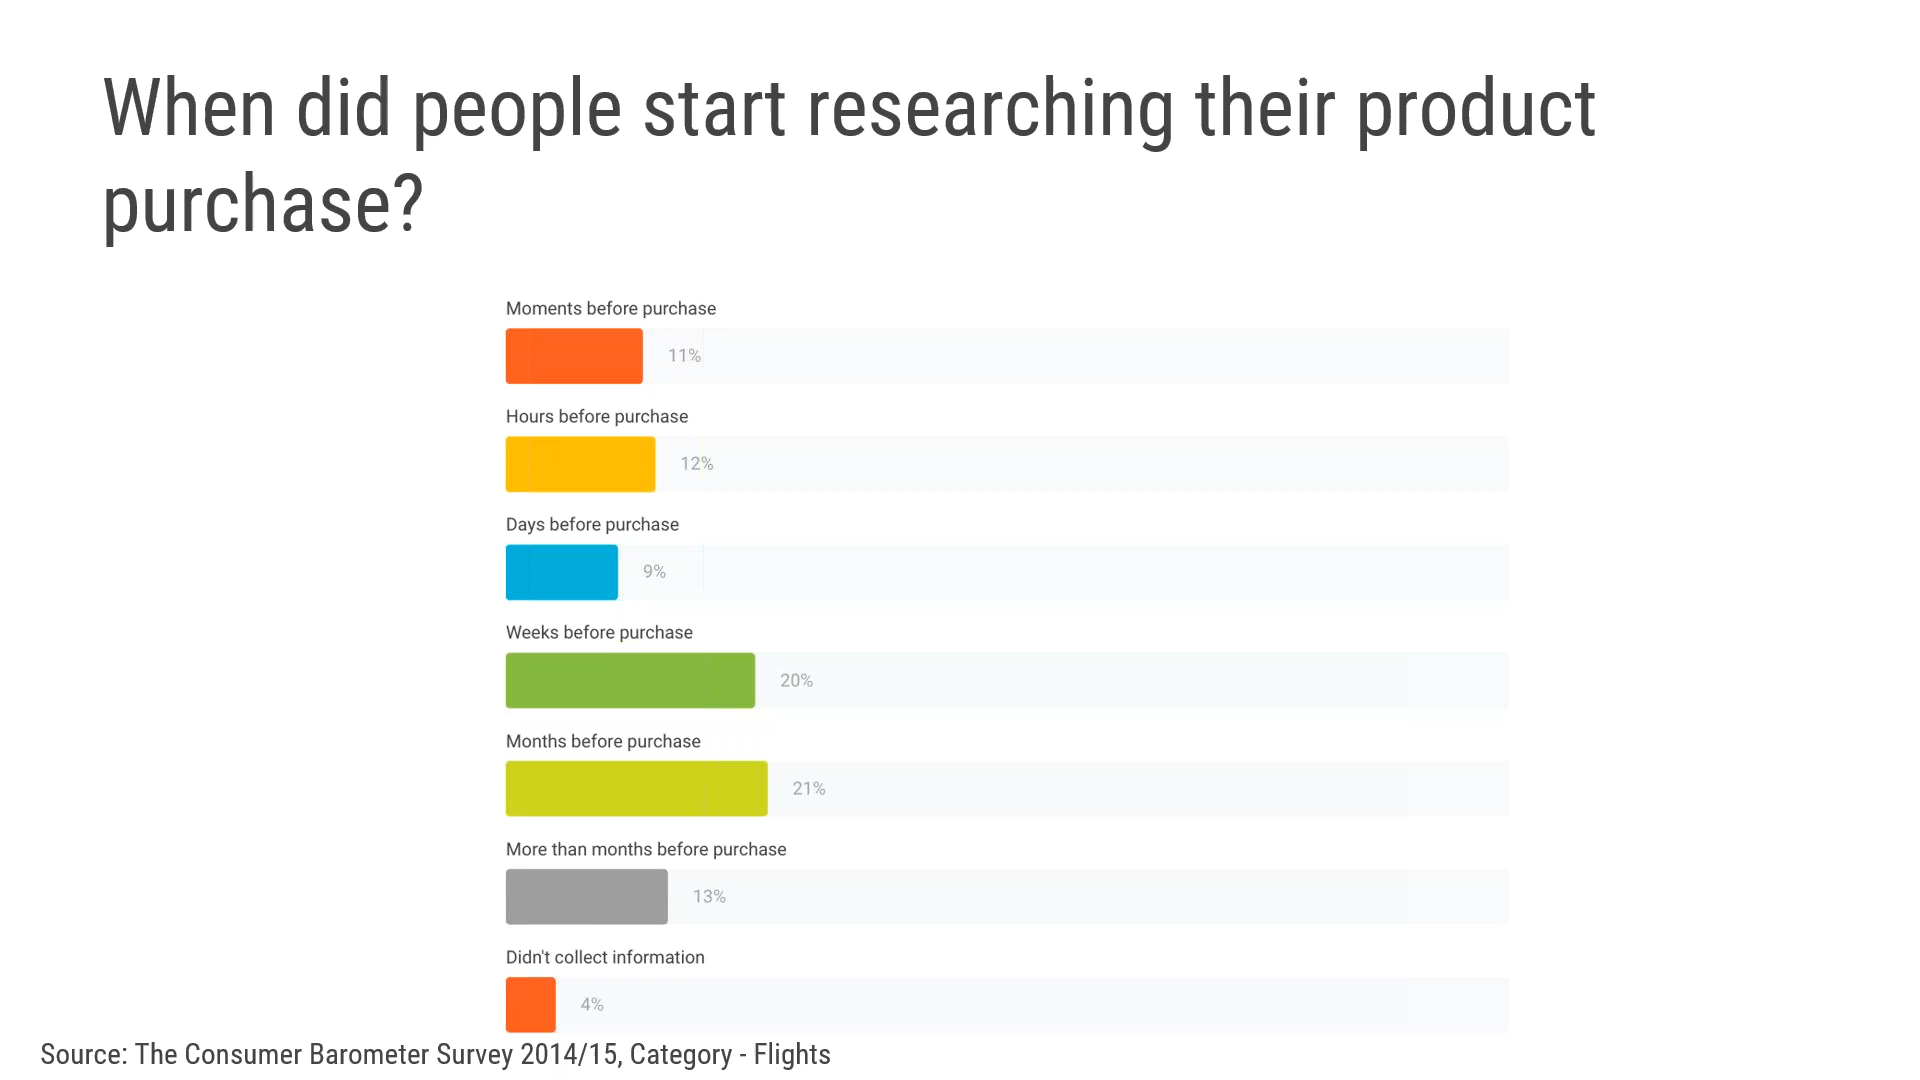 When did people start researching their product
purchase?
Moments before purchase
11%
Hours before purchase
12%
Days before purchase
9%
Weeks before purchase
20%
Months before purchase
21%
More than months before purchase
13%
Didn't collect information
4%
Source: The Consumer Barometer Survey 2014/15, Category - Flights